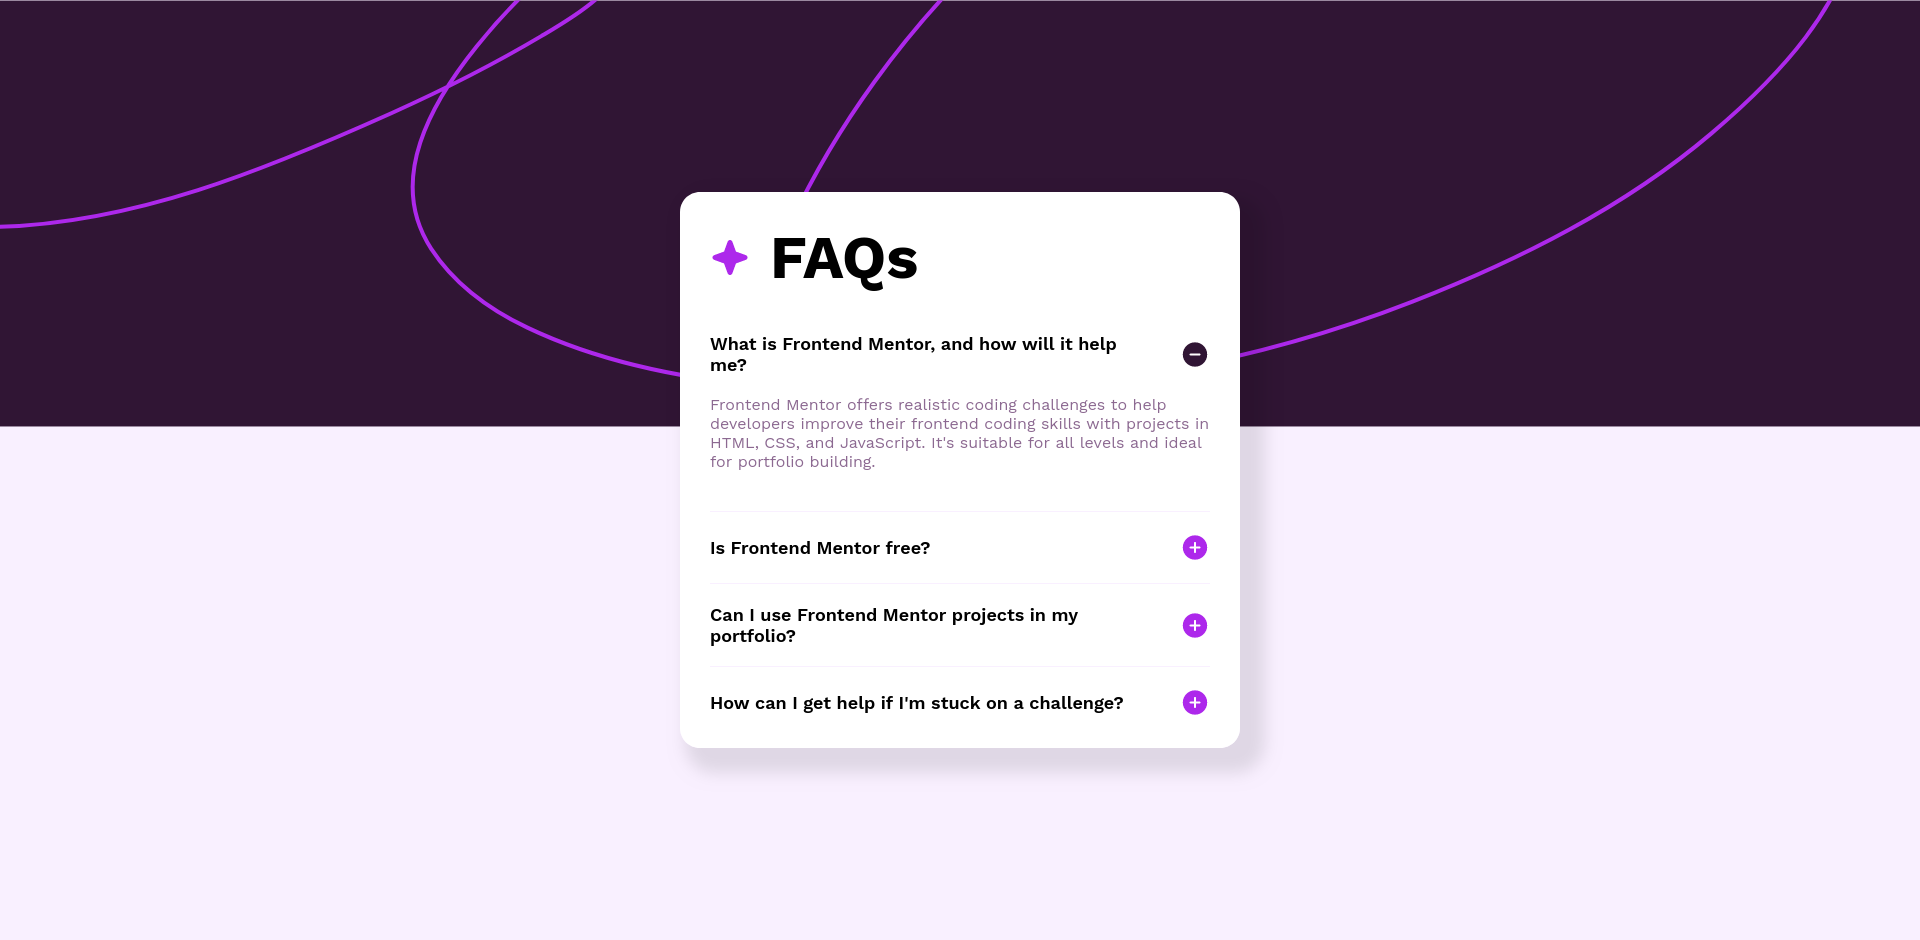 FAQs
What is Frontend Mentor, and how will it help
me?
Frontend Mentor offers realistic coding challenges to help
developers improve their frontend coding skills with projects in
HTML, CSS, and JavaScript. It's suitable for all levels and ideal
for portfolio building.
Is Frontend Mentor free?
Can I use Frontend Mentor projects in my
portfolio?
How can I get help if I'm stuck on a challenge?